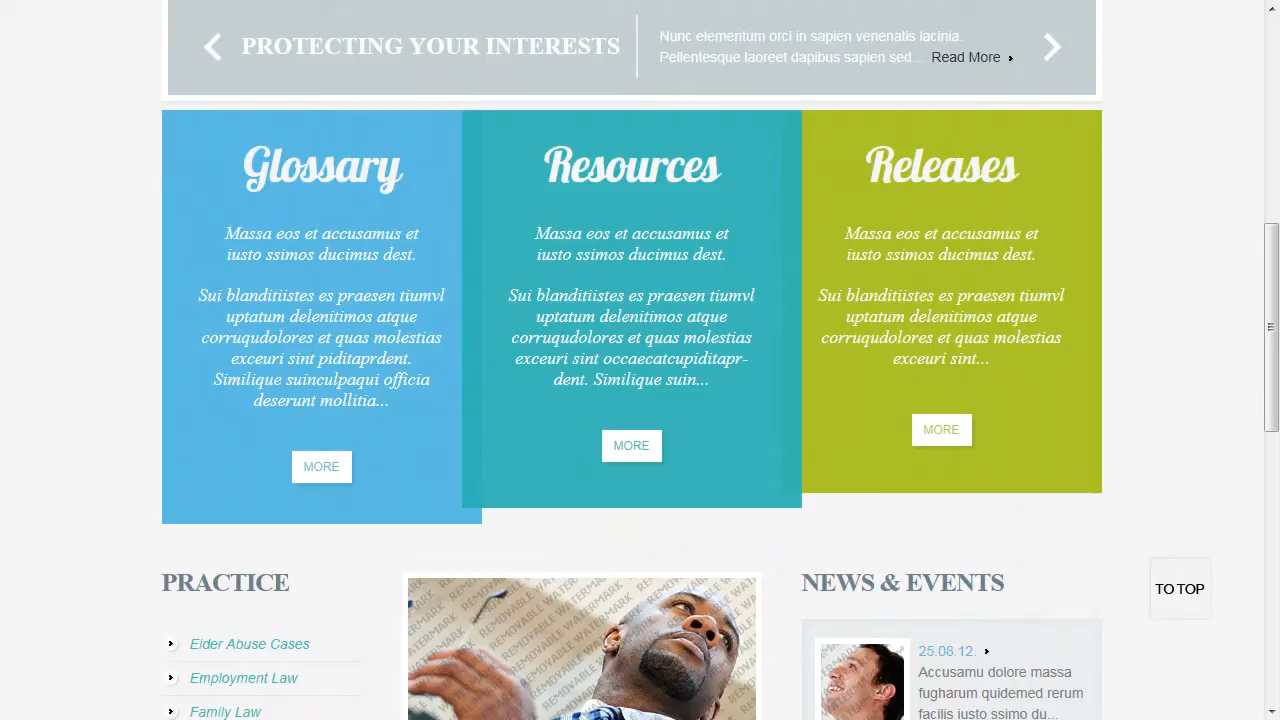 PROTECTING YOUR INTERESTS
Nunc elementum orci in sapien venenatis lacinia.
Pellentesque laoreet dapibus sapien sed... Read More
Glossary
Massa eos et accusamus et
iusto ssimos ducimus dest.
Sui blanditiistes es praesen tiumvl
uptatum delenitimos atque
corruqudolores et quas molestias
exceuri sint piditaprdent.
Similique suinculpaqui officia
deserunt mollitia...
MORE
Resources
Massa eos et accusamus et
iusto ssimos ducimus dest.
Sui blanditiistes es praesen tiumvl
uptatum delenitimos atque
corruqudolores et quas molestias
exceuri sint occaecatcupiditapr-
dent. Similique suin...
MORE
Releases
Massa eos et accusamus et
iusto ssimos ducimus dest.
Sui blanditiistes es praesen tiumvl
uptatum delenitimos atque
corruqudolores et quas molestias
exceuri sint...
MORE
PRACTICE
Elder Abuse Cases
Employment Law
Family Law
REMOVABLE WATERMARK
NEWS & EVENTS
25.08.12.
Accusamu dolore massa
fugharum quidemed rerum
facilis iusto ssimo du...
TO TOP